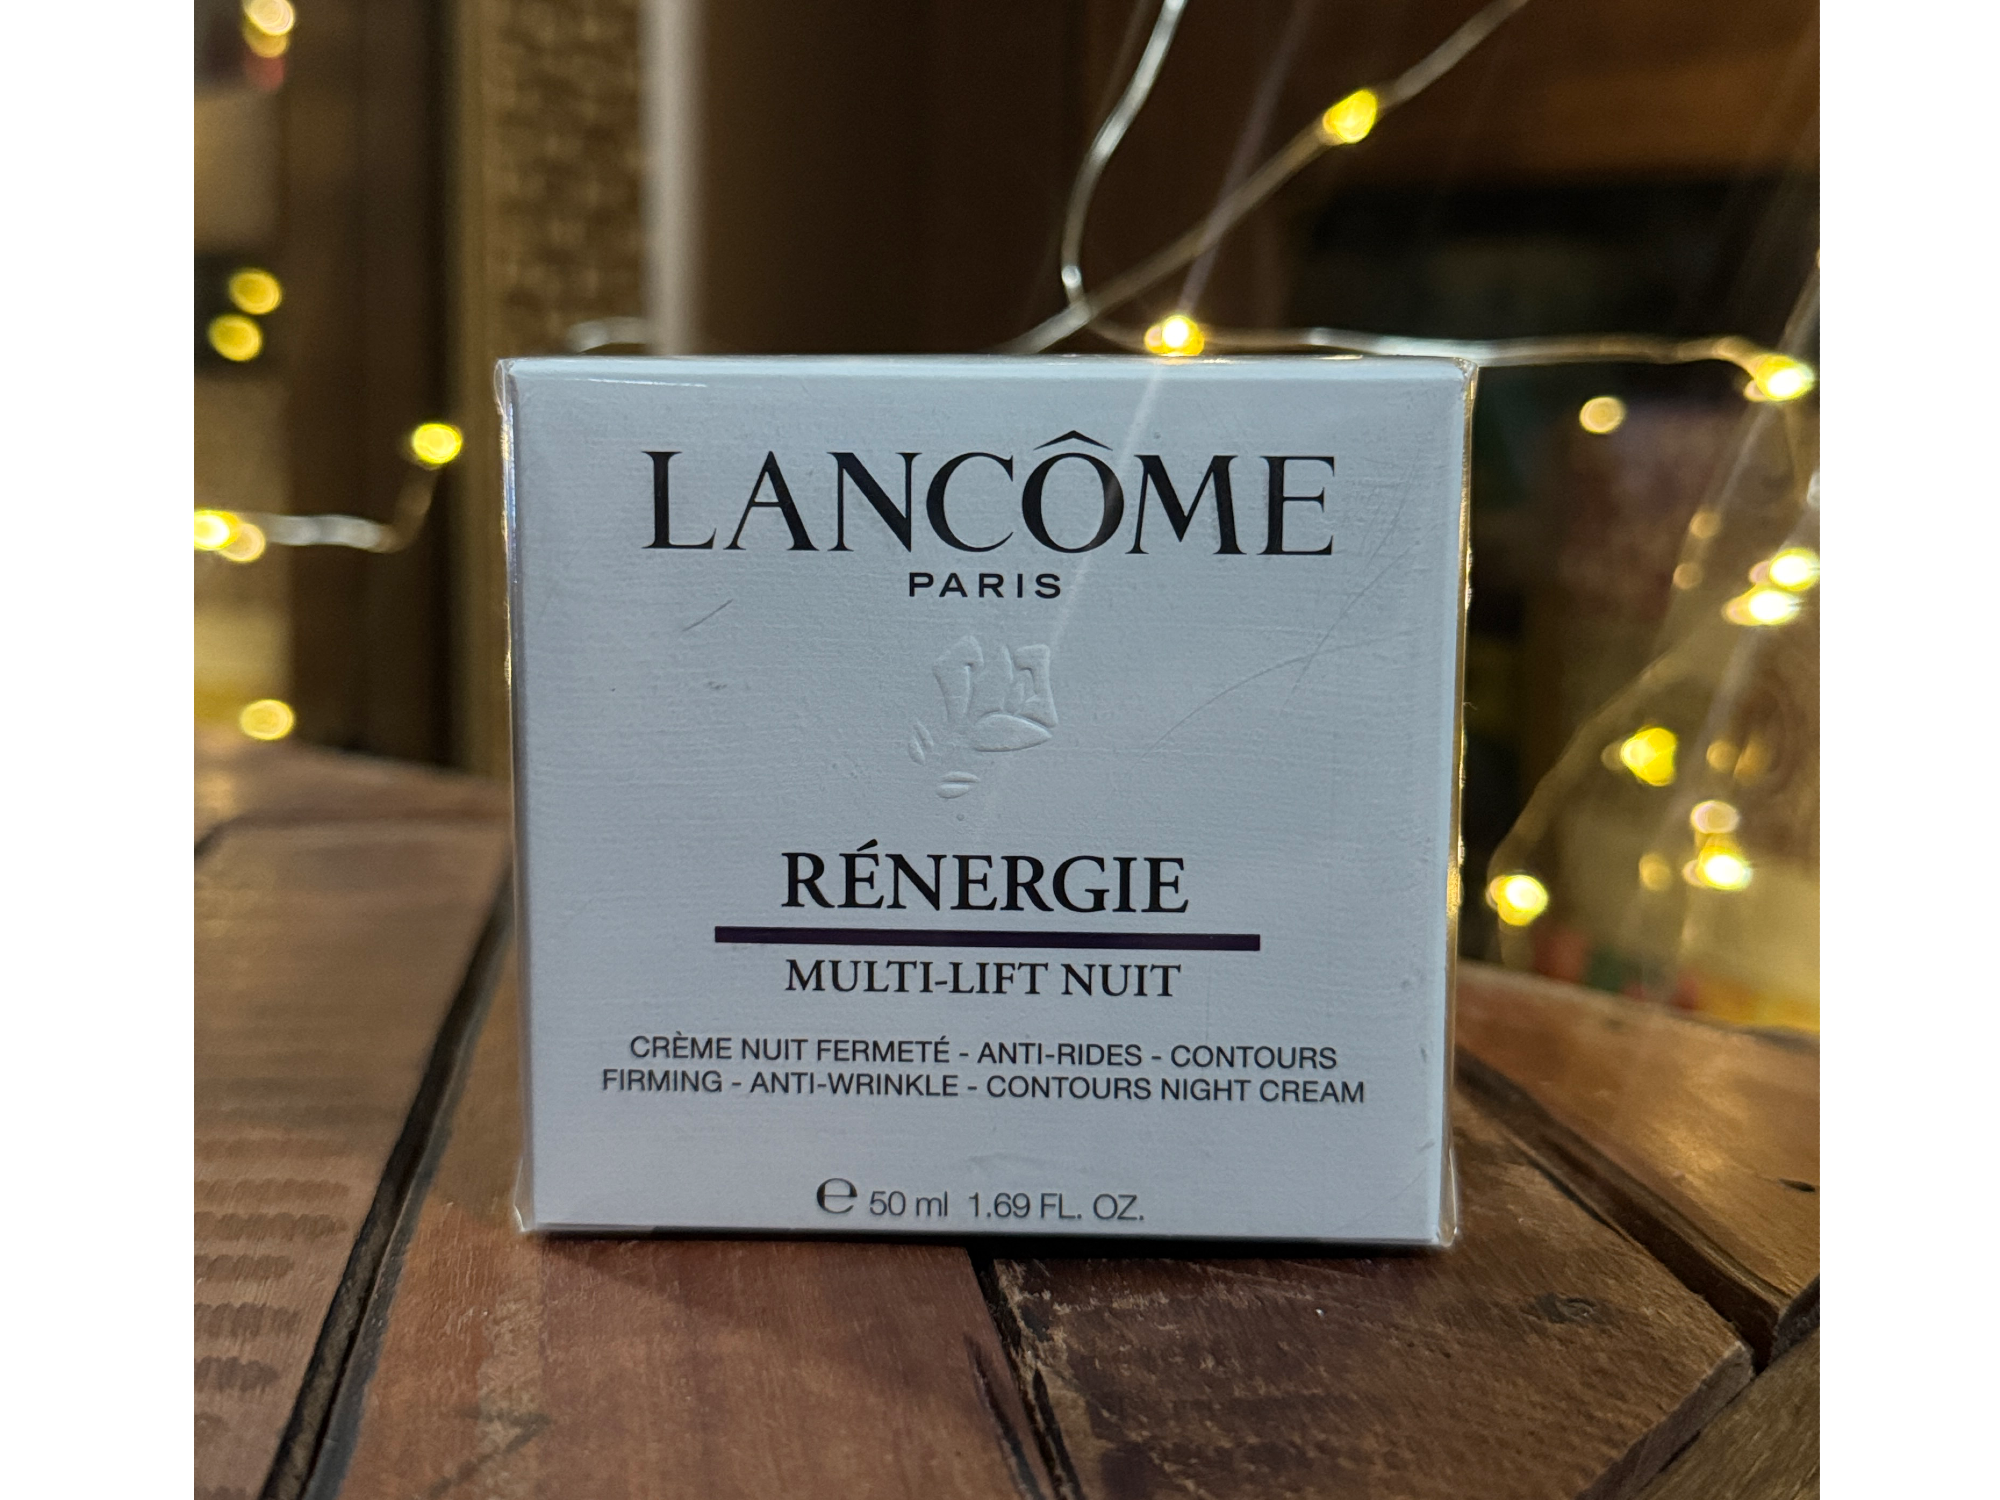 LANCÔME
PARIS
RÉNERGIE
MULTI-LIFT NUIT
CRÈME NUIT FERMETÉ - ANTI-RIDES - CONTOURS
FIRMING - ANTI-WRINKLE - CONTOURS NIGHT CREAM
℮ 50 ml 1.69 FL. OZ.